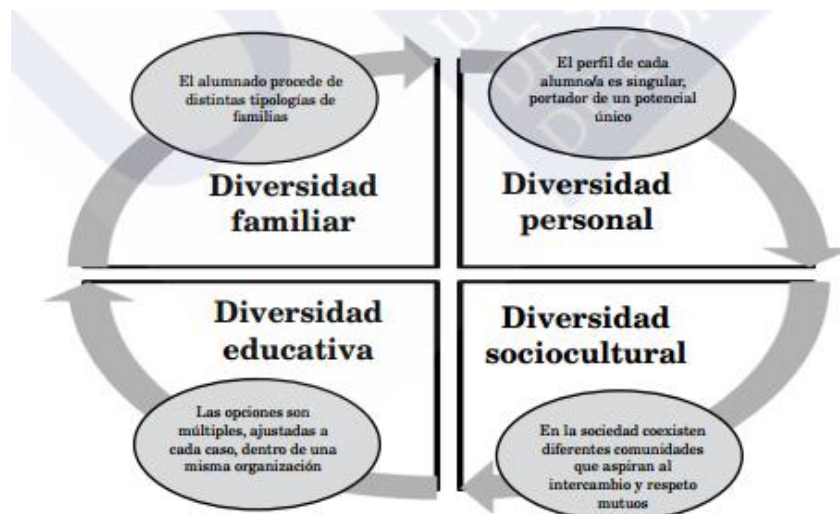 El alumnado procede de
distintas tipologías de
familias
Diversidad
familiar
El perfil de cada
alumno/a es singular,
portador de un potencial
único
Diversidad
personal
Diversidad
educativa
Las opciones son
múltiples, ajustadas a
cada caso, dentro de una
misma organización
Diversidad
sociocultural
En la sociedad coexisten
diferentes comunidades
que aspiran al
intercambio y respeto
mutuos